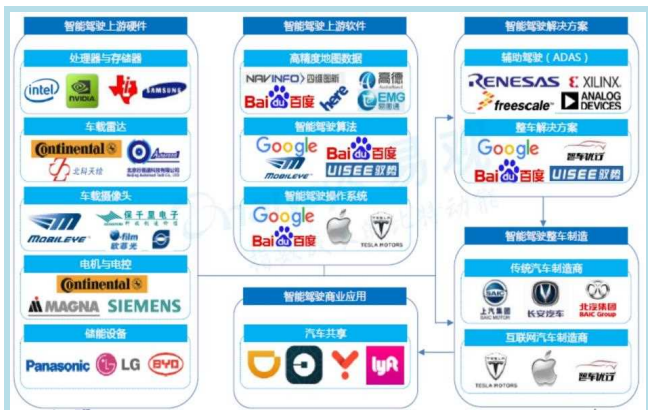 智能驾驶上游硬件
处理器与存储器
intel
NVIDIA
SAMSUNG
车载雷达
Continental
北科天绘
车载摄像头
MOBILEYE
保千里电子
o-film
欧菲光
电机与电控
Continental
MAGNA SIEMENS
储能设备
Panasonic LG BYD
智能驾驶上游软件
高精度地图数据
NAVINFO 四维图新
高德
Baidu百度
here
EMG
易图通
智能驾驶算法
Google
Baidu百度
MOBILEYE
UISEE驭势
智能驾驶操作系统
Google
Baidu百度
TESLA MOTORS
智能驾驶商业应用
汽车共享
lyft
智能驾驶解决方案
辅助驾驶（ADAS）
RENESAS XILINX
freescale
ANALOG DEVICES
整车解决方案
Google
智车优行
Baidu百度
UISEE驭势
智能驾驶整车制造
传统汽车制造商
SAIC
上汽集团
SAIC MOTOR
长安汽车
北汽集团
BAIC Group
互联网汽车制造商
TESLA MOTORS
智车优行